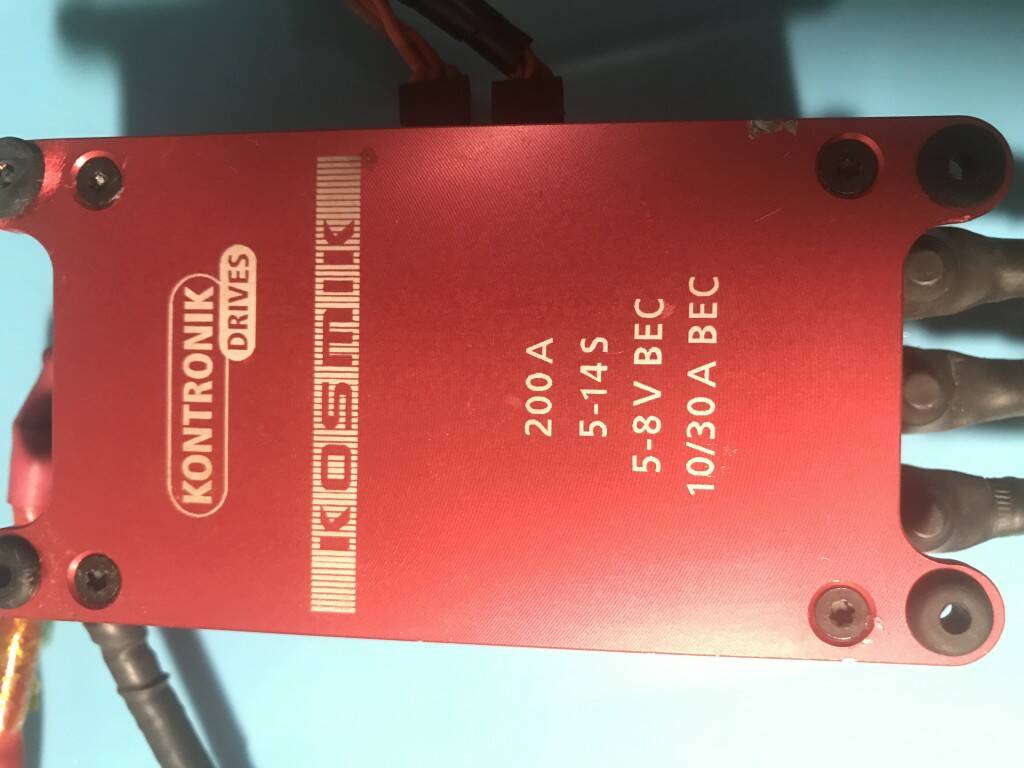 KONTRONIK
DRIVES
KOSMIK
200 A
5-14 S
5-8 V BEC
10/30 A BEC